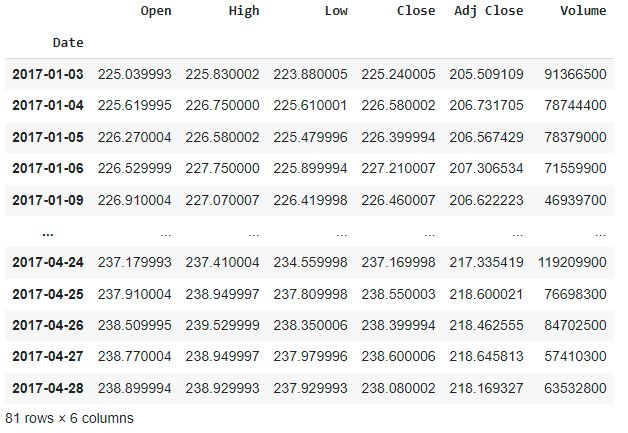 Open High Low Close Adj Close Volume
Date
2017-01-03 225.039993 225.830002 223.880005 225.240005 205.509109 91366500
2017-01-04 225.619995 226.750000 225.610001 226.580002 206.731705 78744400
2017-01-05 226.270004 226.580002 225.479996 226.399994 206.567429 78379000
2017-01-06 226.529999 227.750000 225.899994 227.210007 207.306534 71559900
2017-01-09 226.910004 227.070007 226.419998 226.460007 206.622223 46939700
... ... ... ... ... ... ...
2017-04-24 237.179993 237.410004 234.559998 237.169998 217.335419 119209900
2017-04-25 237.910004 238.949997 237.809998 238.550003 218.600021 76698300
2017-04-26 238.509995 239.529999 238.350006 238.399994 218.462555 84702500
2017-04-27 238.770004 238.949997 237.979996 238.600006 218.645813 57410300
2017-04-28 238.899994 238.929993 237.929993 238.080002 218.169327 63532800
81 rows × 6 columns